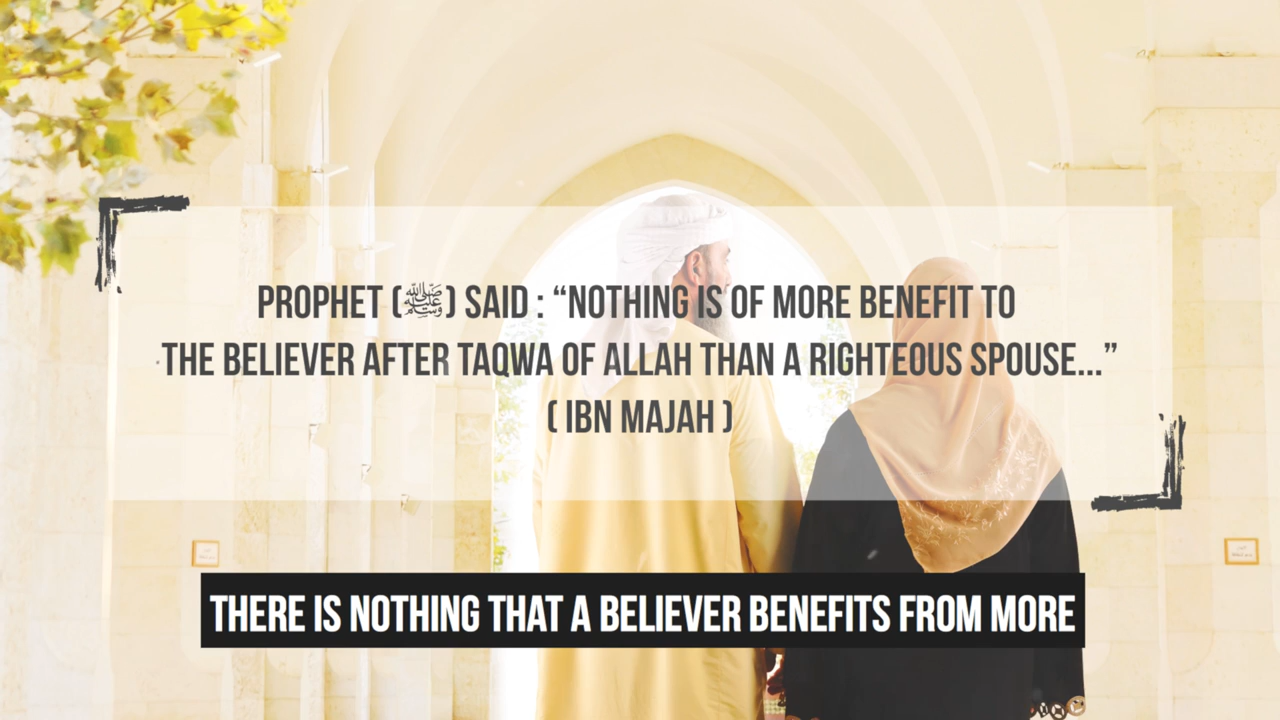 PROPHET (ﷺ) SAID : “NOTHING IS OF MORE BENEFIT TO
THE BELIEVER AFTER TAQWA OF ALLAH THAN A RIGHTEOUS SPOUSE...”
( IBN MAJAH )
THERE IS NOTHING THAT A BELIEVER BENEFITS FROM MORE